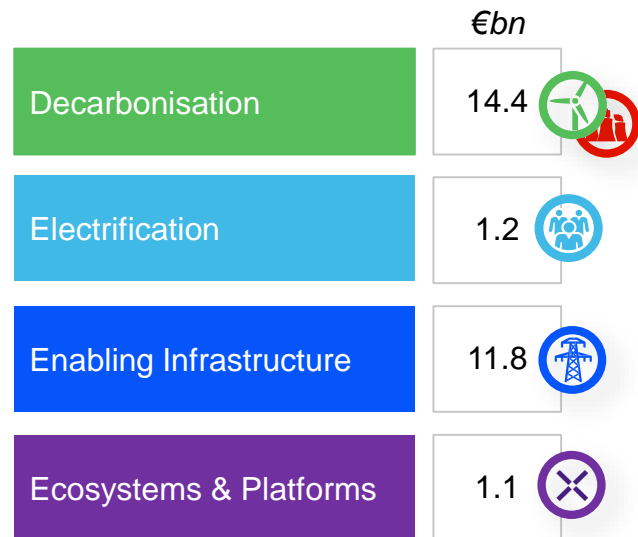 €bn
Decarbonisation 14.4
Electrification 1.2
Enabling Infrastructure 11.8
Ecosystems & Platforms 1.1